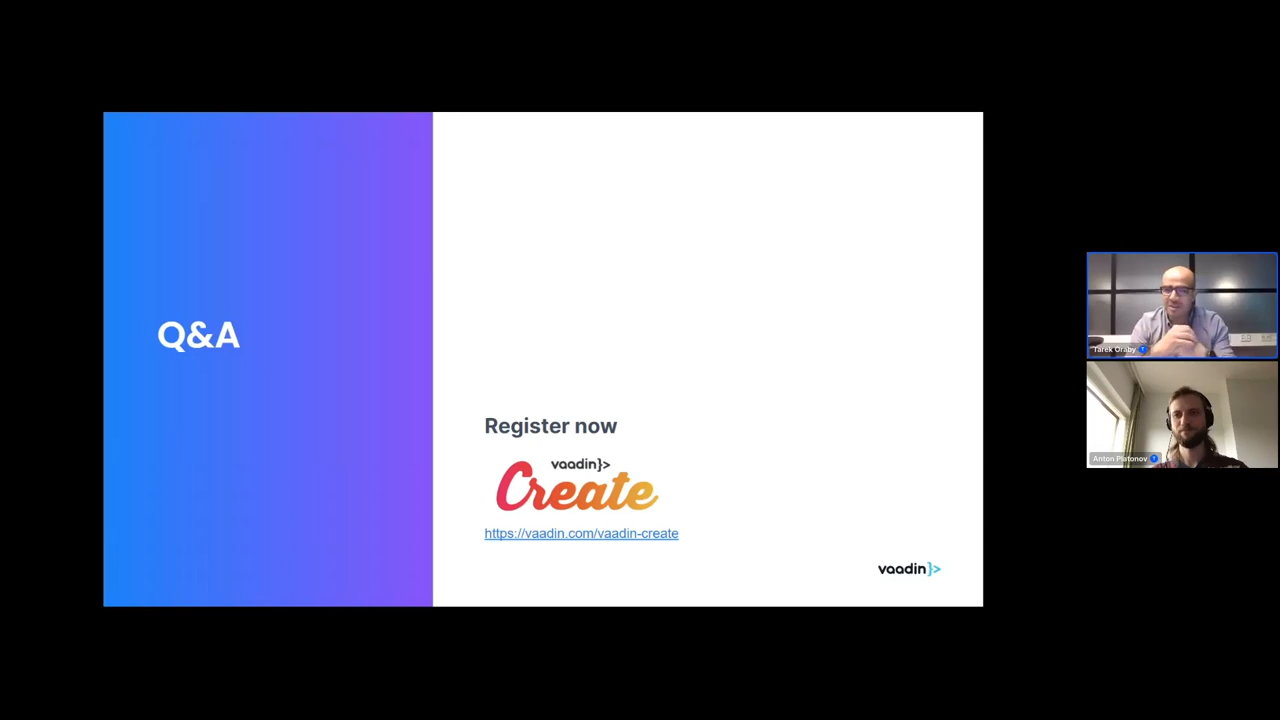 Q&A
Register now
vaadin}>
Create
https://vaadin.com/vaadin-create
vaadin}>
Tarek Oraby
Anton Platonov